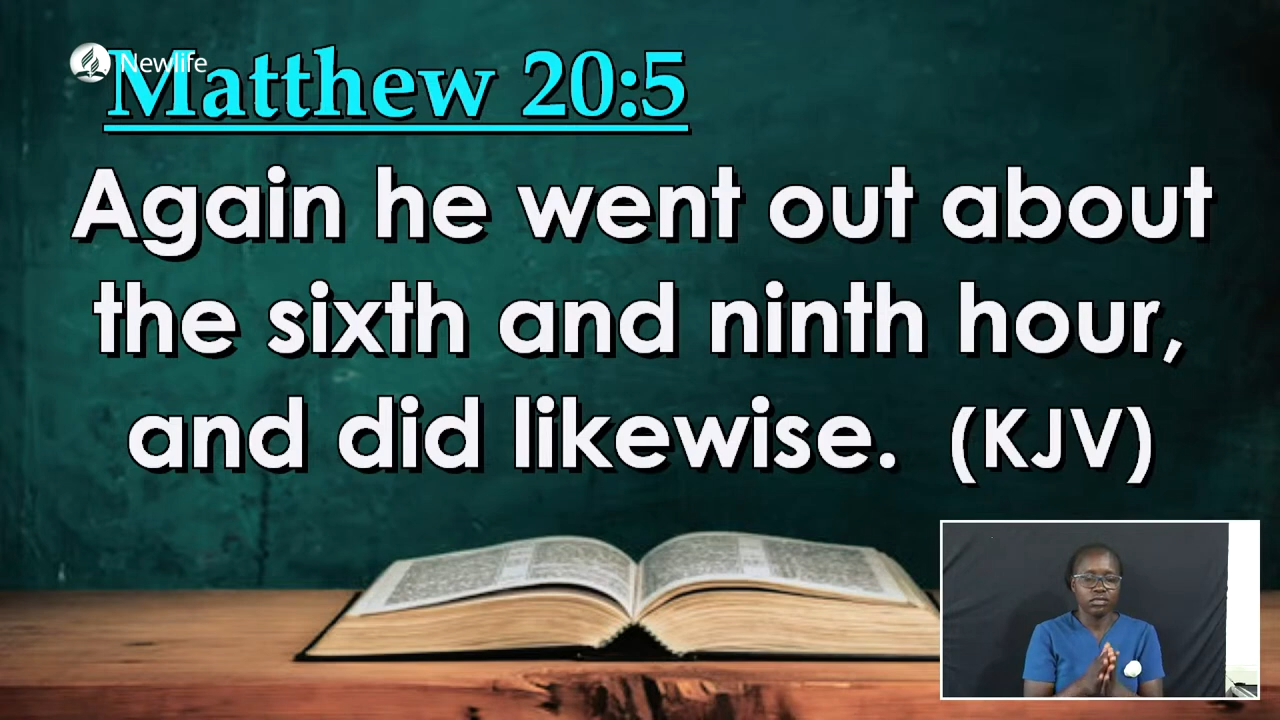 Newlife
Matthew 20:5
Again he went out about
the sixth and ninth hour,
and did likewise. (KJV)